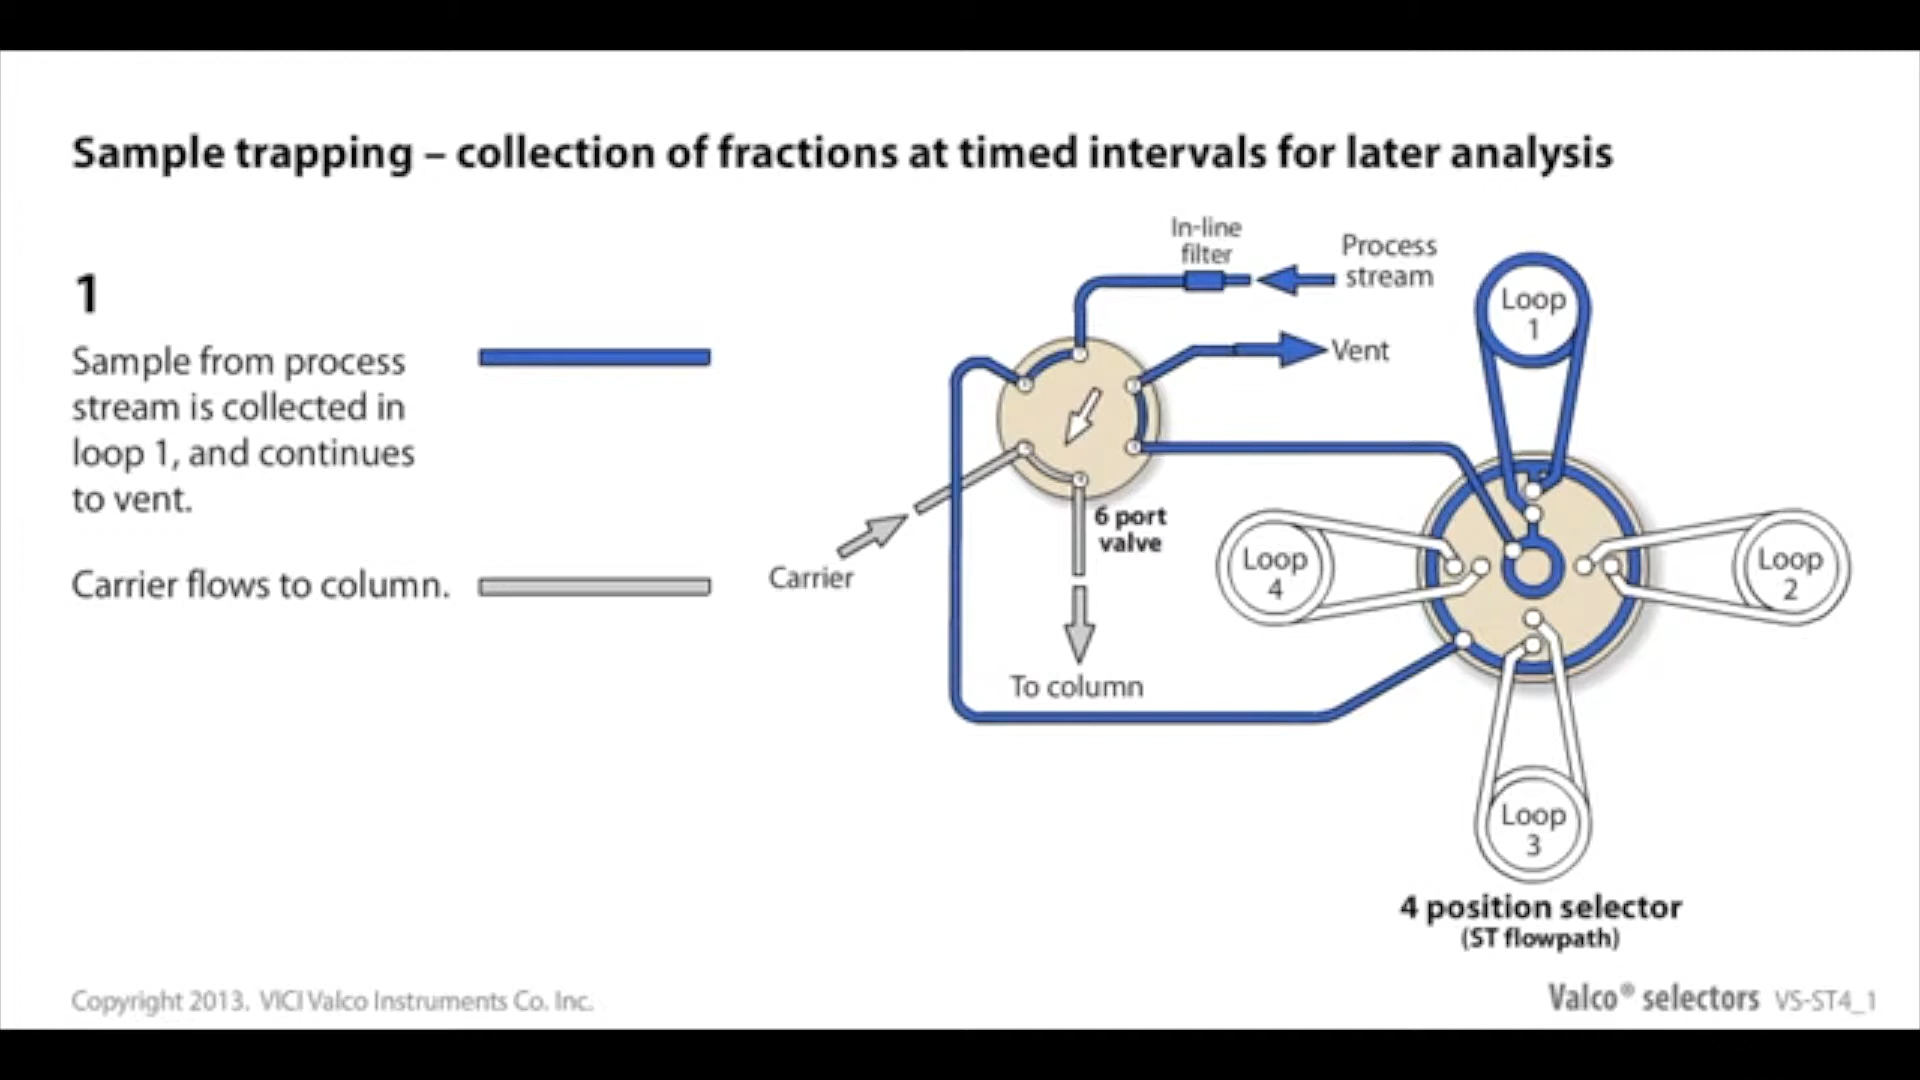 Sample trapping – collection of fractions at timed intervals for later analysis
1
Sample from process
stream is collected in
loop 1, and continues
to vent.
Carrier flows to column.
In-line
filter
Process
stream
Vent
6 port
valve
Carrier
To column
Loop
1
Loop
2
Loop
3
Loop
4
4 position selector
(ST flowpath)
Copyright 2013. VICI Valco Instruments Co. Inc.
Valco® selectors VS-ST4_1